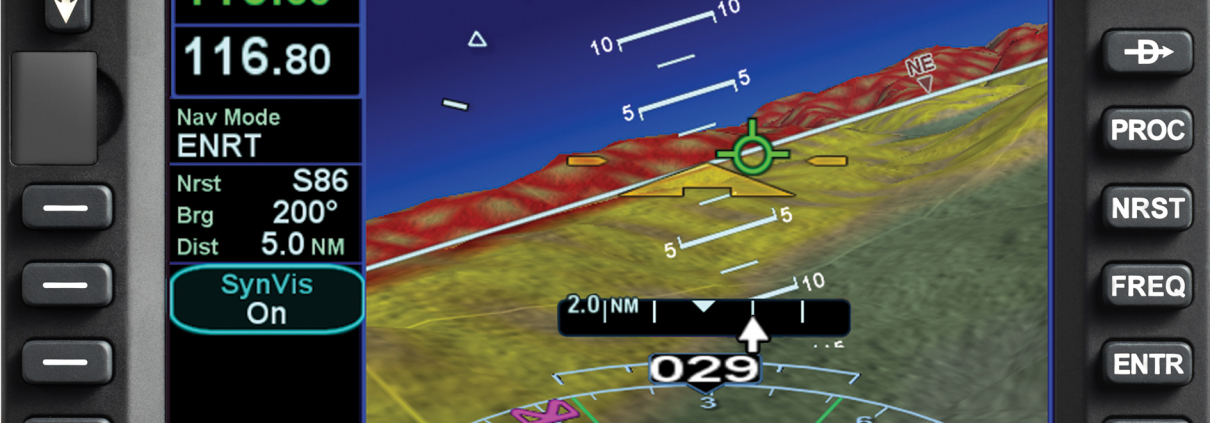 116.80
Nav Mode
ENRT
Nrst S86
Brg 200°
Dist 5.0 NM
SynVis
On
10
10
5
5
NE
5
5
10
2.0 NM
029
3
6
PROC
NRST
FREQ
ENTR